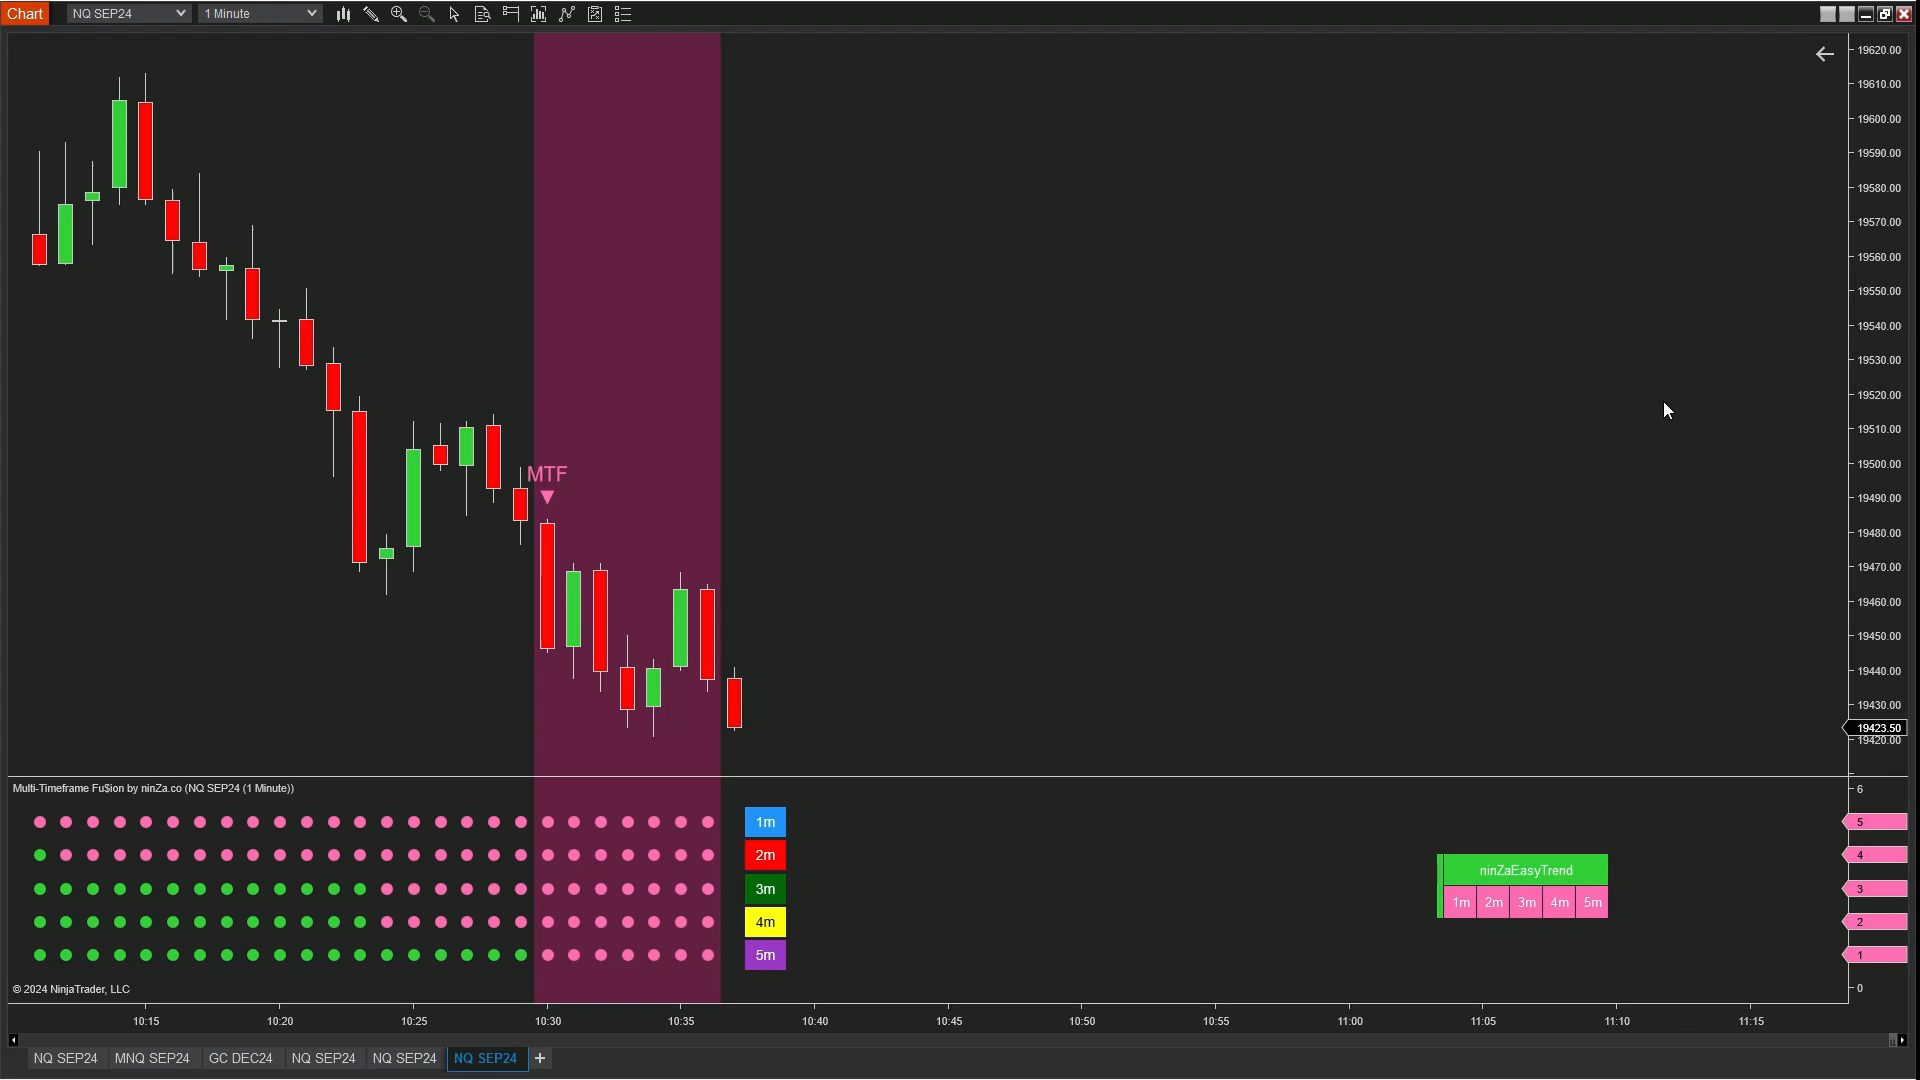 Chart NQ SEP24 1 Minute
19620.00
19610.00
19600.00
19590.00
19580.00
19570.00
19560.00
19550.00
19540.00
19530.00
19520.00
19510.00
19500.00
19490.00
19480.00
19470.00
19460.00
19450.00
19440.00
19430.00
19423.50
19420.00
MTF
Multi-Timeframe Fu$ion by ninZa.co (NQ SEP24 (1 Minute))
6
1m
5
2m
4
3m
3
4m
2
5m
1
0
ninZaEasyTrend
1m 2m 3m 4m 5m
© 2024 NinjaTrader, LLC
10:15 10:20 10:25 10:30 10:35 10:40 10:45 10:50 10:55 11:00 11:05 11:10 11:15
NQ SEP24 MNQ SEP24 GC DEC24 NQ SEP24 NQ SEP24 NQ SEP24 +